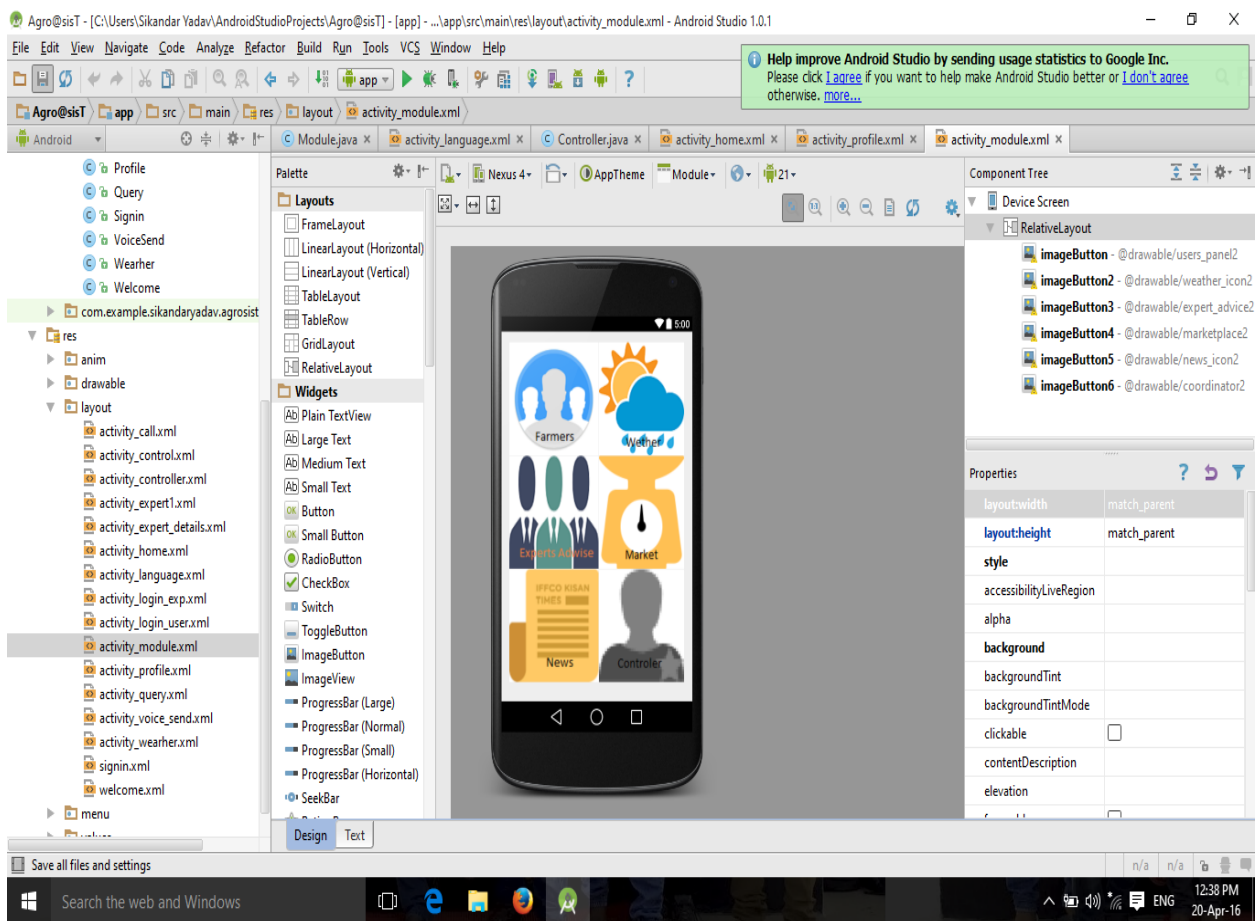 Agro@sisT - [C:\Users\Sikandar Yadav\AndroidStudioProjects\Agro@sisT] - [app] - ...\app\src\main\res\layout\activity_module.xml - Android Studio 1.0.1
File Edit View Navigate Code Analyze Refactor Build Run Tools VCS Window Help
Help improve Android Studio by sending usage statistics to Google Inc.
Please click I agree if you want to help make Android Studio better or I don't agree
otherwise. more...
app
Agro@sisT app src main res layout activity_module.xml
Android
Module.java activity_language.xml Controller.java activity_home.xml activity_profile.xml activity_module.xml
Profile
Query
Signin
VoiceSend
Wearher
Welcome
com.example.sikandaryadav.agrosist
res
anim
drawable
layout
activity_call.xml
activity_control.xml
activity_controller.xml
activity_expert1.xml
activity_expert_details.xml
activity_home.xml
activity_language.xml
activity_login_exp.xml
activity_login_user.xml
activity_module.xml
activity_profile.xml
activity_query.xml
activity_voice_send.xml
activity_wearher.xml
signin.xml
welcome.xml
menu
Palette
Layouts
FrameLayout
LinearLayout (Horizontal)
LinearLayout (Vertical)
TableLayout
TableRow
GridLayout
RelativeLayout
Widgets
Ab Plain TextView
Ab Large Text
Ab Medium Text
Ab Small Text
OK Button
OK Small Button
RadioButton
CheckBox
Switch
ToggleButton
ImageButton
ImageView
ProgressBar (Large)
ProgressBar (Normal)
ProgressBar (Small)
ProgressBar (Horizontal)
SeekBar
Design Text
Nexus 4 AppTheme Module 21
5:00
Farmers
Wether
Experts Adwise
Market
IFFCO KISAN
TIMES
News
Controler
Component Tree
Device Screen
RelativeLayout
imageButton - @drawable/users_panel2
imageButton2 - @drawable/weather_icon2
imageButton3 - @drawable/expert_advice2
imageButton4 - @drawable/marketplace2
imageButton5 - @drawable/news_icon2
imageButton6 - @drawable/coordinator2
Properties
layout:width match_parent
layout:height match_parent
style
accessibilityLiveRegion
alpha
background
backgroundTint
backgroundTintMode
clickable
contentDescription
elevation
Save all files and settings
n/a n/a
Search the web and Windows
ENG
12:38 PM
20-Apr-16